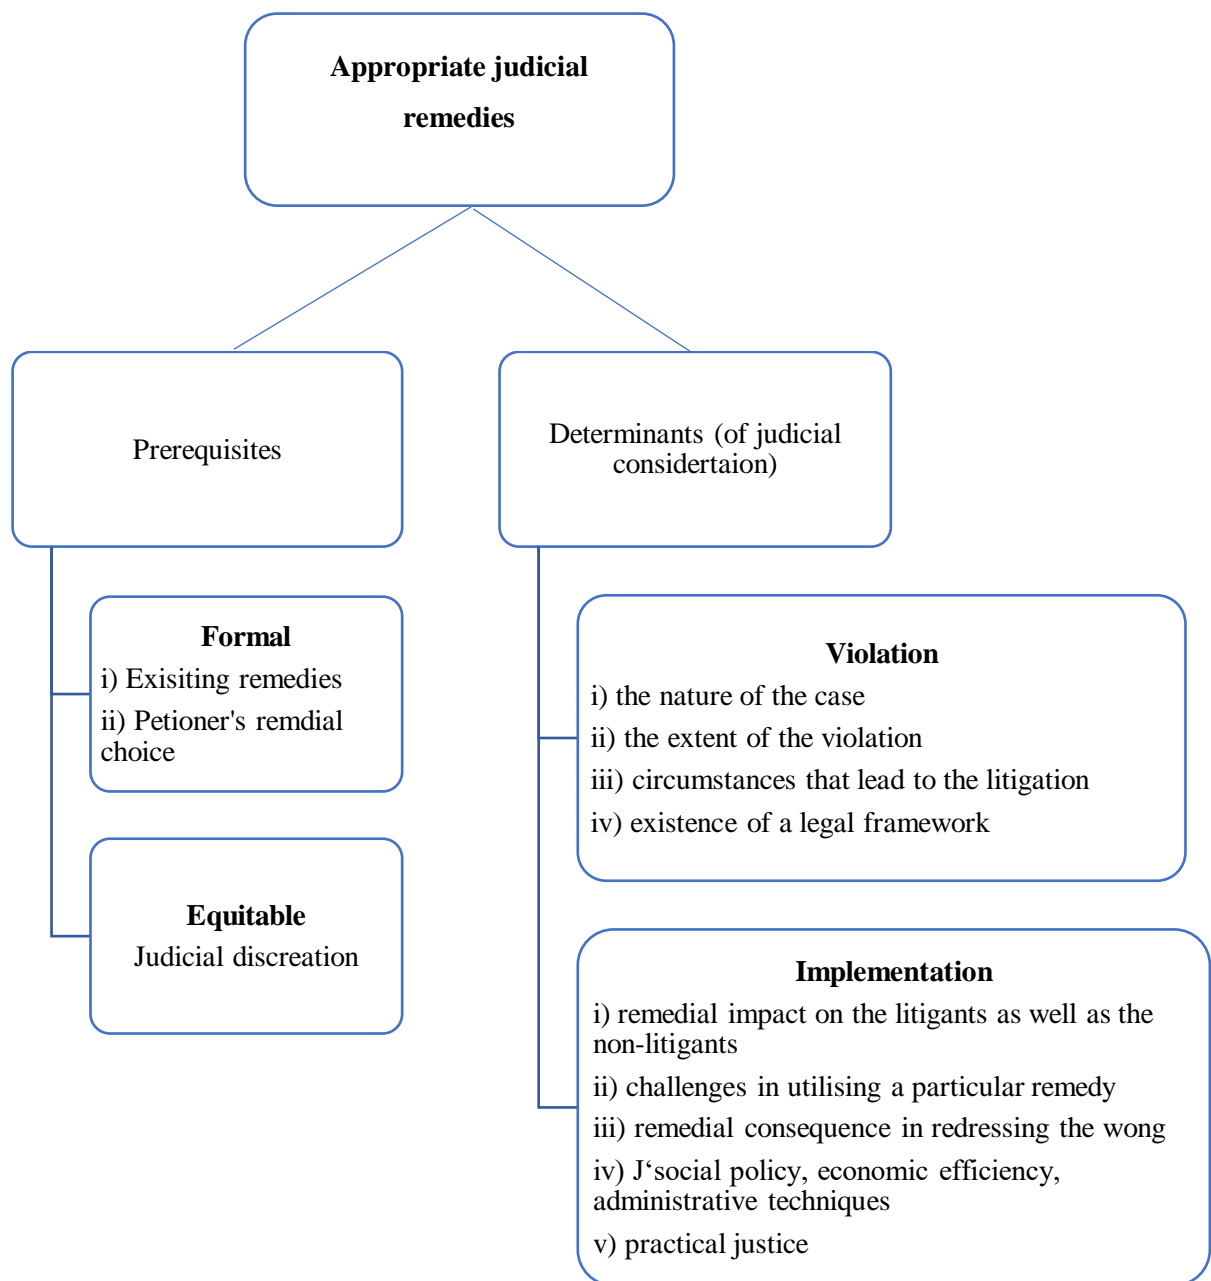 Appropriate judicial
remedies
Prerequisites
Determinants (of judicial
considertaion)
Formal
i) Exisiting remedies
ii) Petioner's remdial
choice
Equitable
Judicial discreation
Violation
i) the nature of the case
ii) the extent of the violation
iii) circumstances that lead to the litigation
iv) existence of a legal framework
Implementation
i) remedial impact on the litigants as well as the
non-litigants
ii) challenges in utilising a particular remedy
iii) remedial consequence in redressing the wong
iv) J‘social policy, economic efficiency,
administrative techniques
v) practical justice